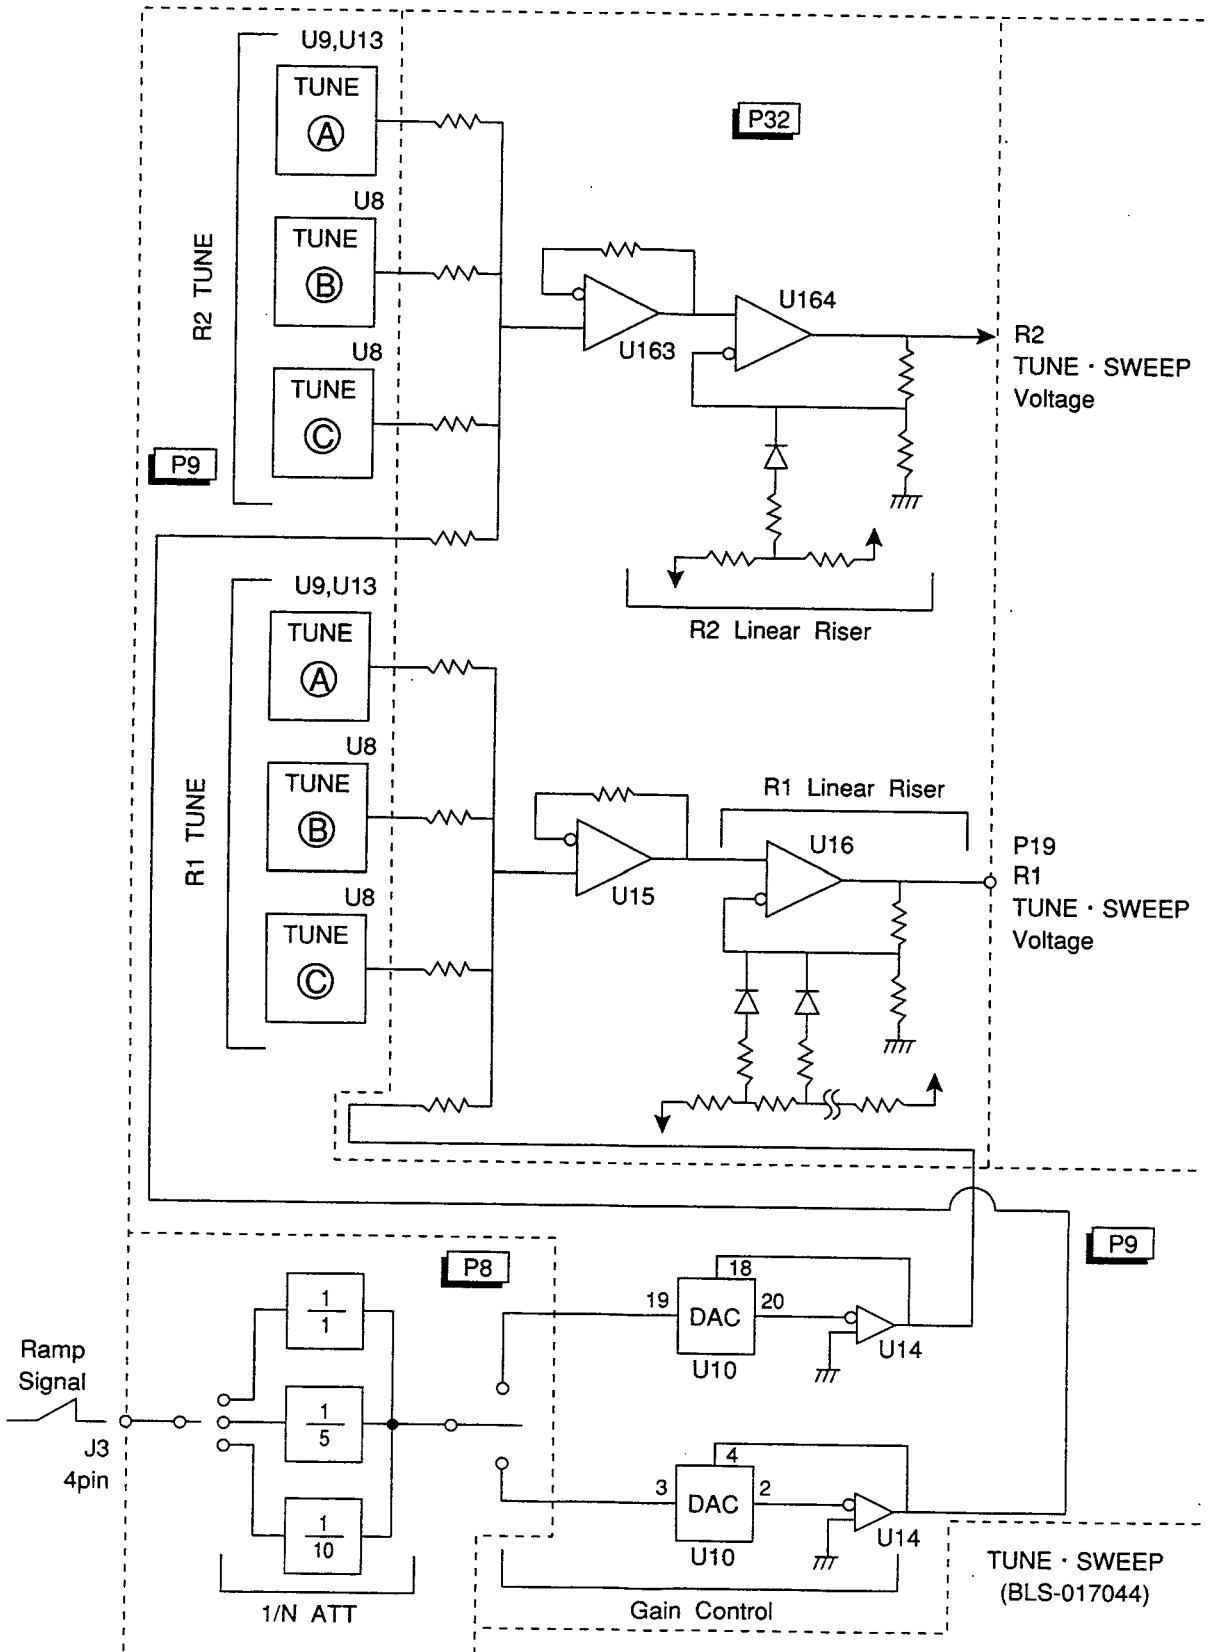 U9,U13
TUNE
A
P32
U8
TUNE
B
R2 TUNE
U164
U163
R2
TUNE · SWEEP
Voltage
U8
TUNE
C
P9
R2 Linear Riser
U9,U13
TUNE
A
U8
TUNE
B
R1 TUNE
R1 Linear Riser
U16
U15
P19
R1
TUNE · SWEEP
Voltage
U8
TUNE
C
P9
P8
18
19
DAC
20
U10
U14
1
1
Ramp
Signal
1
5
J3
4pin
4
3
DAC
2
U10
U14
1
10
1/N ATT
Gain Control
TUNE · SWEEP
(BLS-017044)